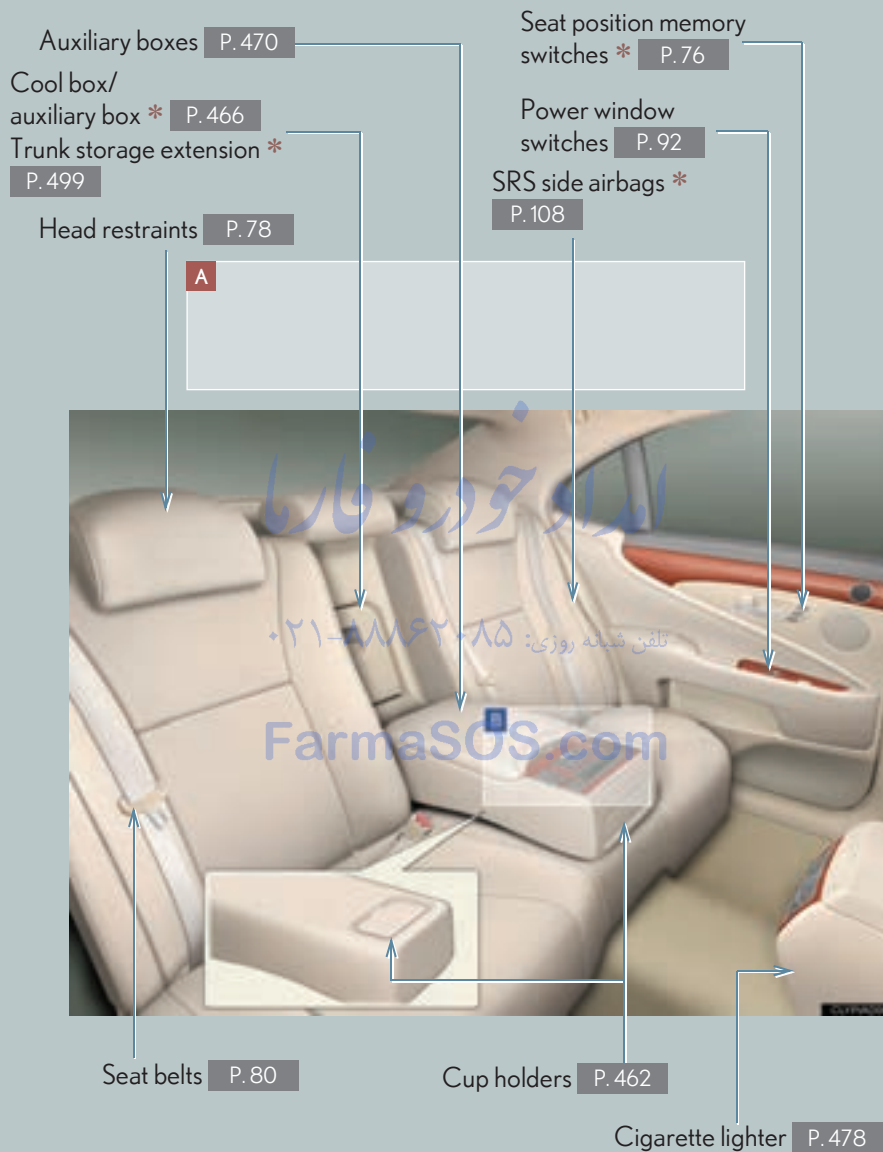 Auxiliary boxes P.470
Cool box/
auxiliary box * P.466
Trunk storage extension *
P.499
Head restraints P.78
Seat position memory
switches * P.76
Power window
switches P.92
SRS side airbags *
P.108
A
امداد خودرو فارما
تلفن شبانه روزی: ۰۲۱-۸۸۸۶۲۰۸۵
B
FarmaSOS.com
Seat belts P.80
Cup holders P.462
Cigarette lighter P.478